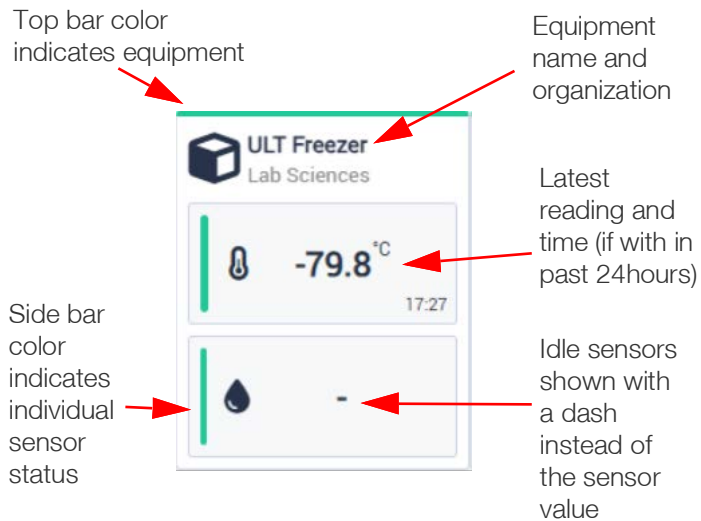 Top bar color
indicates equipment
Equipment
name and
organization
ULT Freezer
Lab Sciences
Latest
reading and
time (if with in
past 24hours)
-79.8°C
17:27
Side bar
color
indicates
individual
sensor
status
-
Idle sensors
shown with
a dash
instead of
the sensor
value